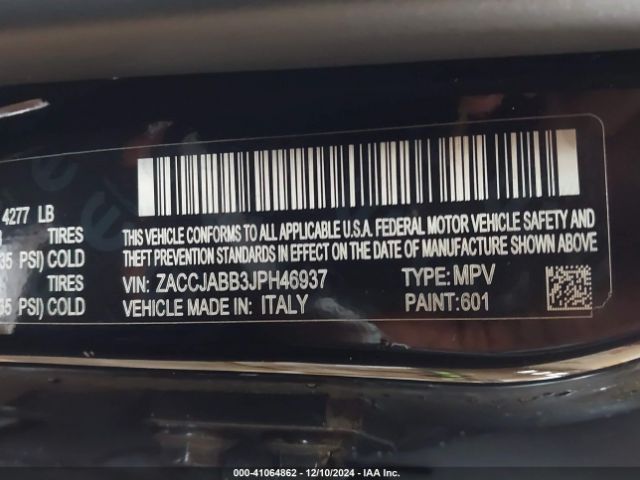 4277 LB
TIRES
35 PSI) COLD
TIRES
35 PSI) COLD
THIS VEHICLE CONFORMS TO ALL APPLICABLE U.S.A. FEDERAL MOTOR VEHICLE SAFETY AND
THEFT PREVENTION STANDARDS IN EFFECT ON THE DATE OF MANUFACTURE SHOWN ABOVE.
VIN: ZACCJABB3JPH46937 TYPE: MPV
VEHICLE MADE IN: ITALY PAINT:601
000-41064862 - 12/10/2024 - IAA Inc.